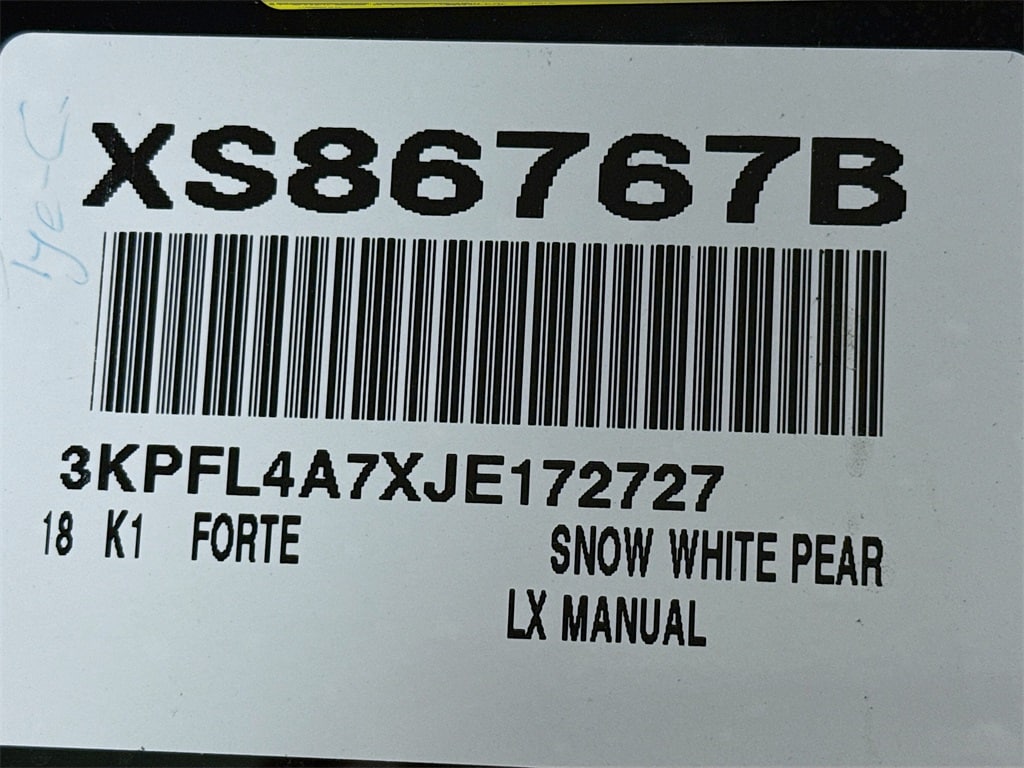 XS86767B
3KPFL4A7XJE172727
18 K1 FORTE SNOW WHITE PEAR
LX MANUAL